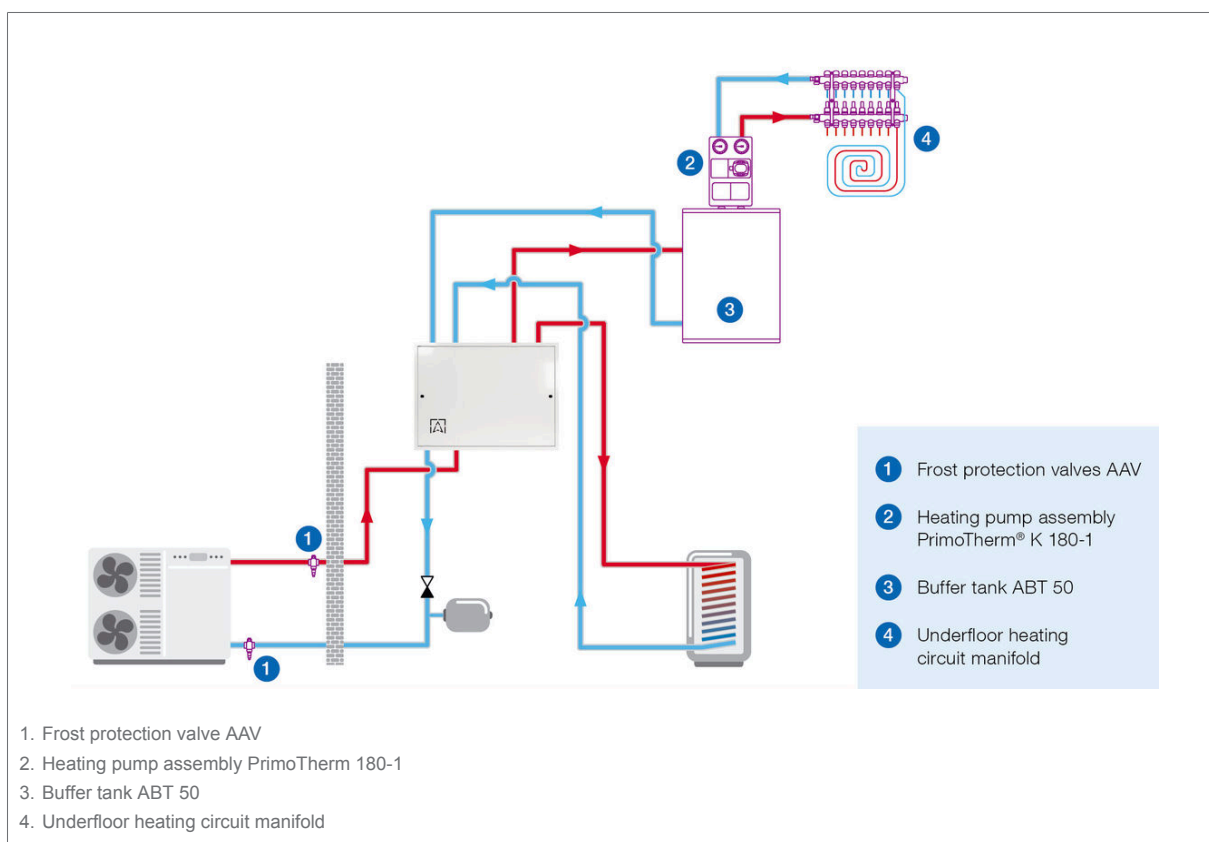 2
4
3
1
1
1 Frost protection valves AAV
2 Heating pump assembly
PrimoTherm® K 180-1
3 Buffer tank ABT 50
4 Underfloor heating
circuit manifold
1. Frost protection valve AAV
2. Heating pump assembly PrimoTherm 180-1
3. Buffer tank ABT 50
4. Underfloor heating circuit manifold